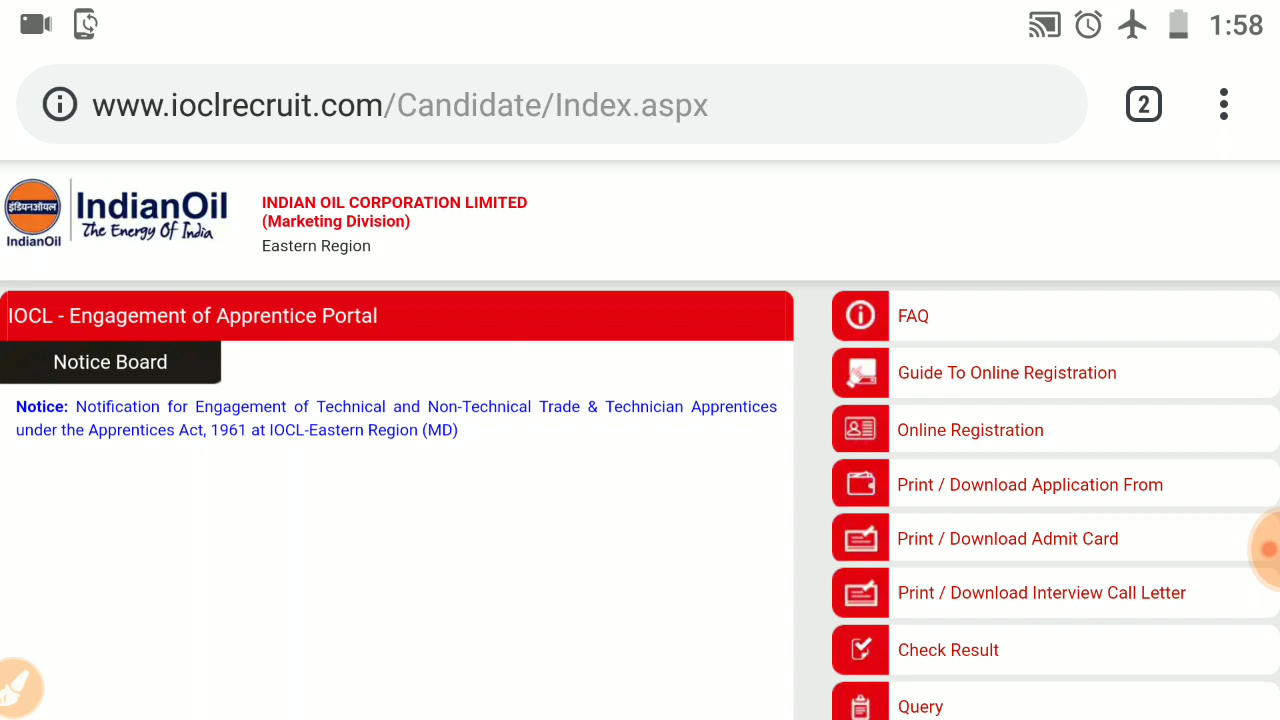 1:58
www.ioclrecruit.com/Candidate/Index.aspx
2
इंडियनऑयल
IndianOil
IndianOil
The Energy Of India
INDIAN OIL CORPORATION LIMITED
(Marketing Division)
Eastern Region
IOCL - Engagement of Apprentice Portal
Notice Board
Notice: Notification for Engagement of Technical and Non-Technical Trade & Technician Apprentices
under the Apprentices Act, 1961 at IOCL-Eastern Region (MD)
FAQ
Guide To Online Registration
Online Registration
Print / Download Application From
Print / Download Admit Card
Print / Download Interview Call Letter
Check Result
Query